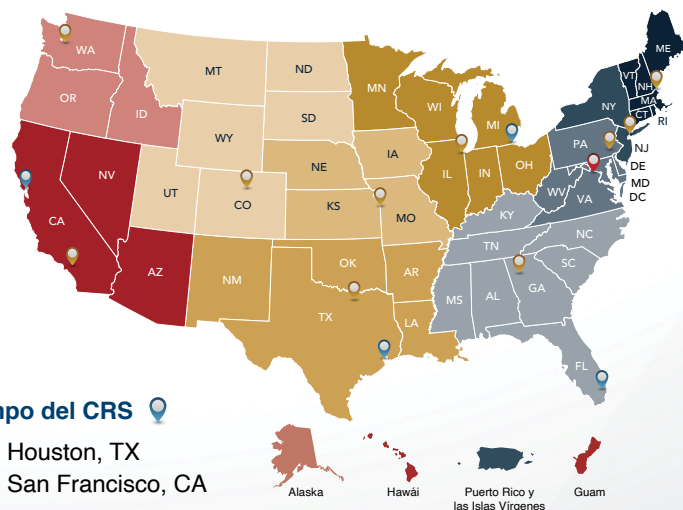 WA
MT
ND
MN
ME
VT
NH
OR
ID
SD
WI
MI
NY
MA
CT
RI
WY
IA
PA
NJ
NE
NV
UT
CO
IL
IN
OH
DE
WV
MD
CA
KS
MO
VA
DC
KY
NC
AZ
NM
OK
AR
TN
SC
TX
MS
AL
GA
LA
FL
mpo del CRS
Houston, TX
San Francisco, CA
Alaska
Hawái
Puerto Rico y
las Islas Vírgenes
Guam